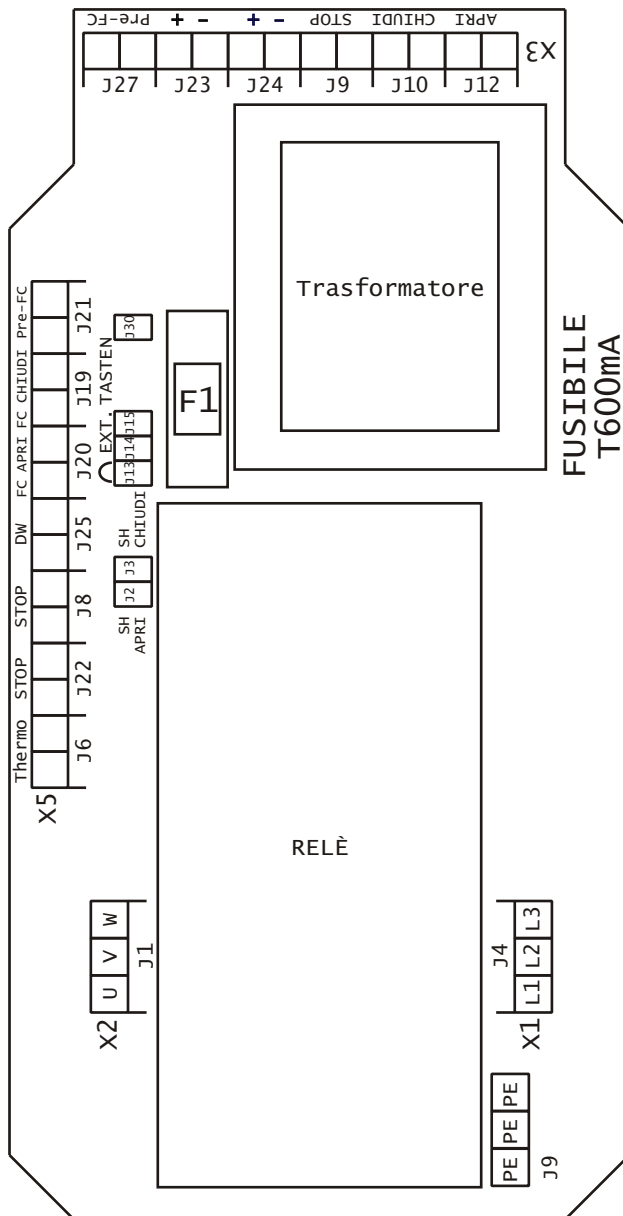 Pre-FC + - + - STOP CHIUDI APRI
X3
J27 J23 J24 J9 J10 J12
Trasformatore
FUSIBILE
T600mA
F1
Thermo STOP STOP DW FC APRI FC CHIUDI Pre-FC
X5
J6 J22 J8 J25 J20 J19 J21
J30
EXT. TASTEN
J13 J14 J15
SH
CHIUDI
J2 J3
SH
APRI
RELÈ
U V W
X2
J1
J4
L1 L2 L3
X1
PE PE PE
J9